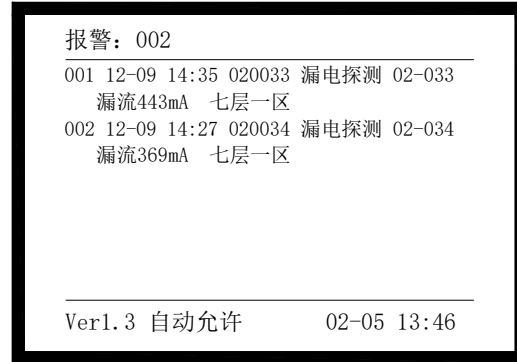 报警：002
001 12-09 14:35 020033 漏电探测 02-033
漏流443mA 七层一区
002 12-09 14:27 020034 漏电探测 02-034
漏流369mA 七层一区
Ver1.3 自动允许 02-05 13:46